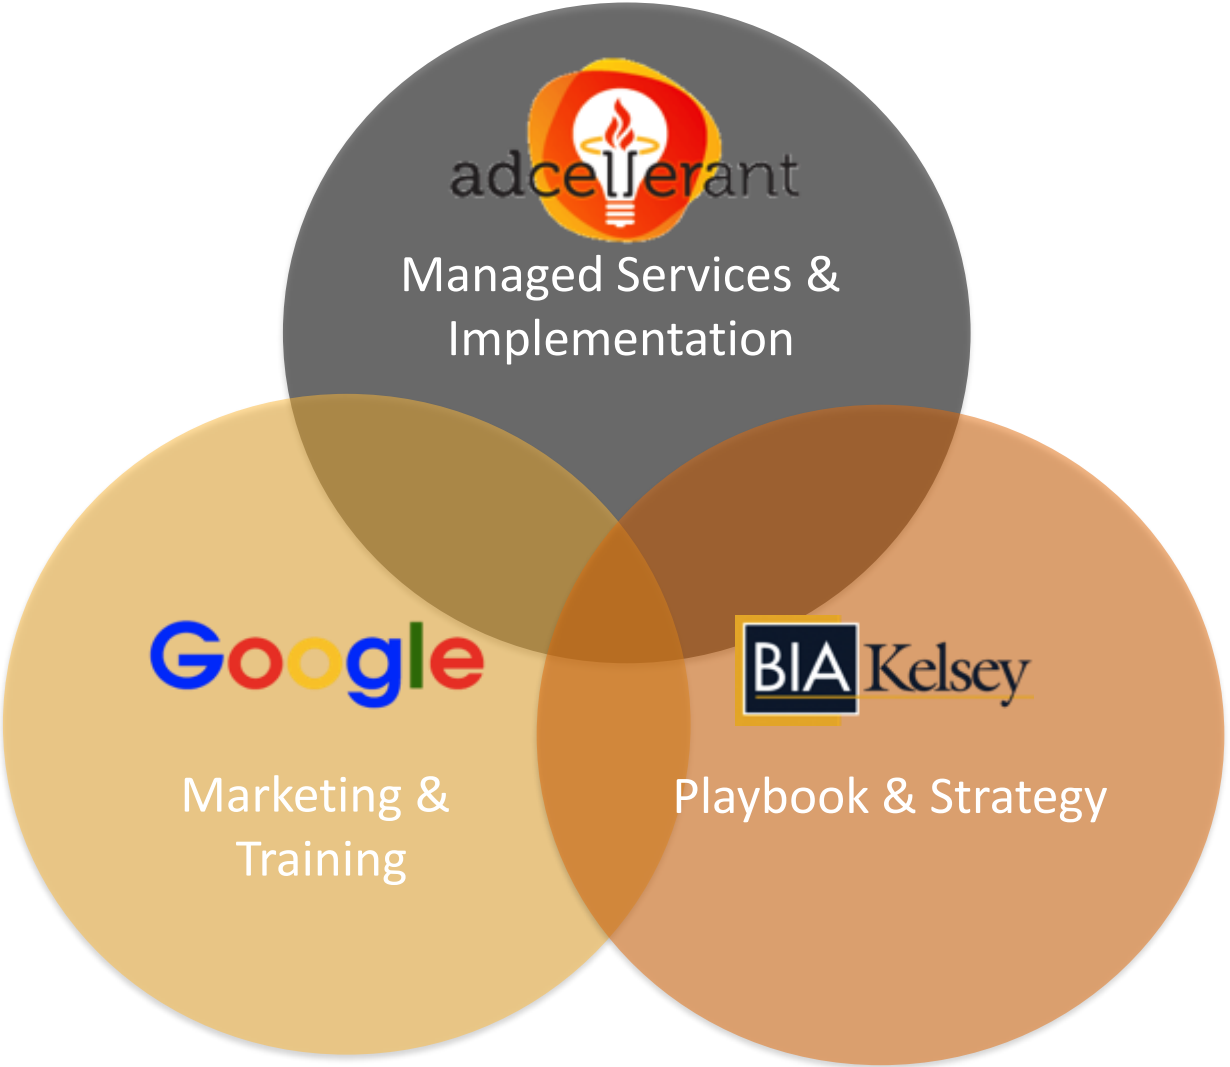 adcellerant
Managed Services &
Implementation
Google
Marketing &
Training
BIA Kelsey
Playbook & Strategy